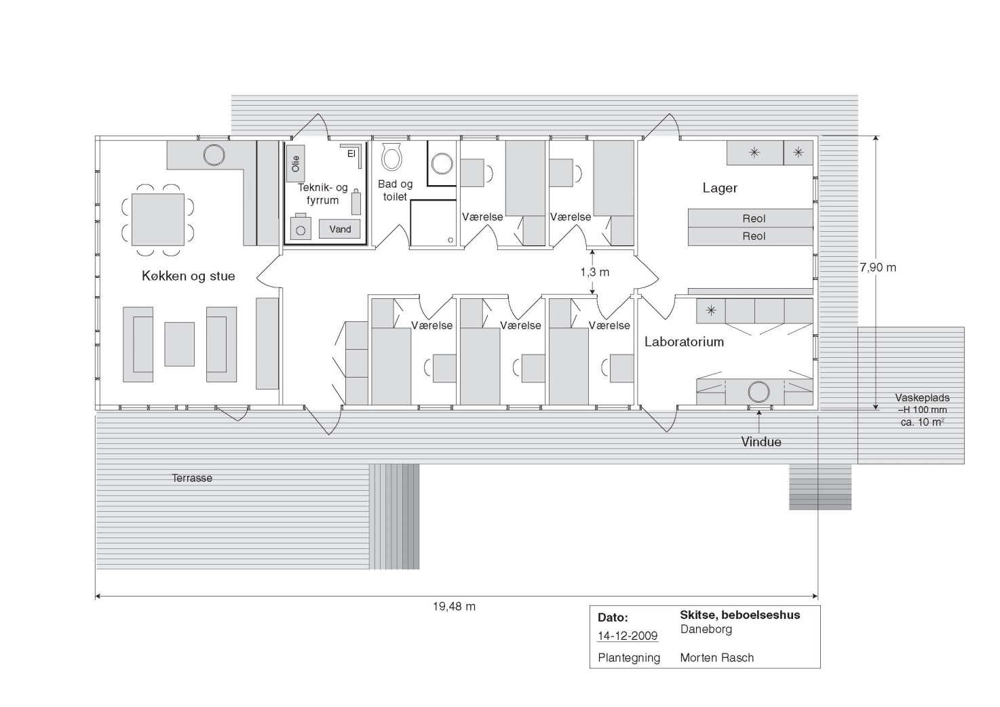 Olie
El
Teknik- og
fyrrum
Vand
Bad og
toilet
Værelse
Værelse
Lager
Reol
Reol
1,3 m
7,90 m
Køkken og stue
Værelse
Værelse
Værelse
Laboratorium
Vaskeplads
–H 100 mm
ca. 10 m²
Vindue
Terrasse
19,48 m
Dato:
14-12-2009
Plantegning
Skitse, beboelseshus
Daneborg
Morten Rasch